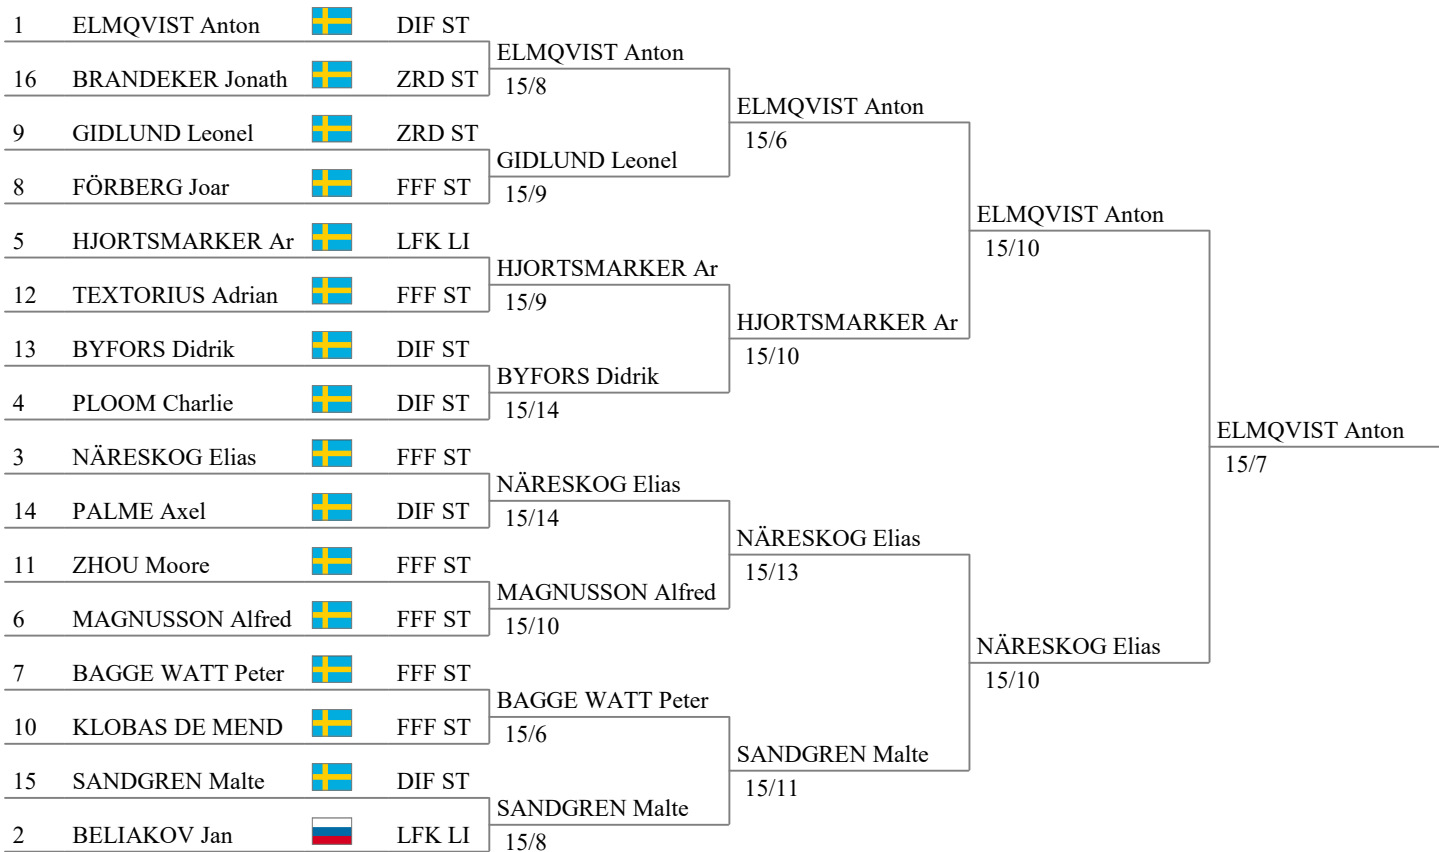 1 ELMQVIST Anton DIF ST
16 BRANDEKER Jonath ZRD ST
9 GIDLUND Leonel ZRD ST
8 FÖRBERG Joar FFF ST
5 HJORTSMARKER Ar LFK LI
12 TEXTORIUS Adrian FFF ST
13 BYFORS Didrik DIF ST
4 PLOOM Charlie DIF ST
3 NÄRESKOG Elias FFF ST
14 PALME Axel DIF ST
11 ZHOU Moore FFF ST
6 MAGNUSSON Alfred FFF ST
7 BAGGE WATT Peter FFF ST
10 KLOBAS DE MEND FFF ST
15 SANDGREN Malte DIF ST
2 BELIAKOV Jan LFK LI
ELMQVIST Anton
15/8
GIDLUND Leonel
15/9
HJORTSMARKER Ar
15/9
BYFORS Didrik
15/14
NÄRESKOG Elias
15/14
MAGNUSSON Alfred
15/10
BAGGE WATT Peter
15/6
SANDGREN Malte
15/8
ELMQVIST Anton
15/6
HJORTSMARKER Ar
15/10
NÄRESKOG Elias
15/13
SANDGREN Malte
15/11
ELMQVIST Anton
15/10
NÄRESKOG Elias
15/10
ELMQVIST Anton
15/7